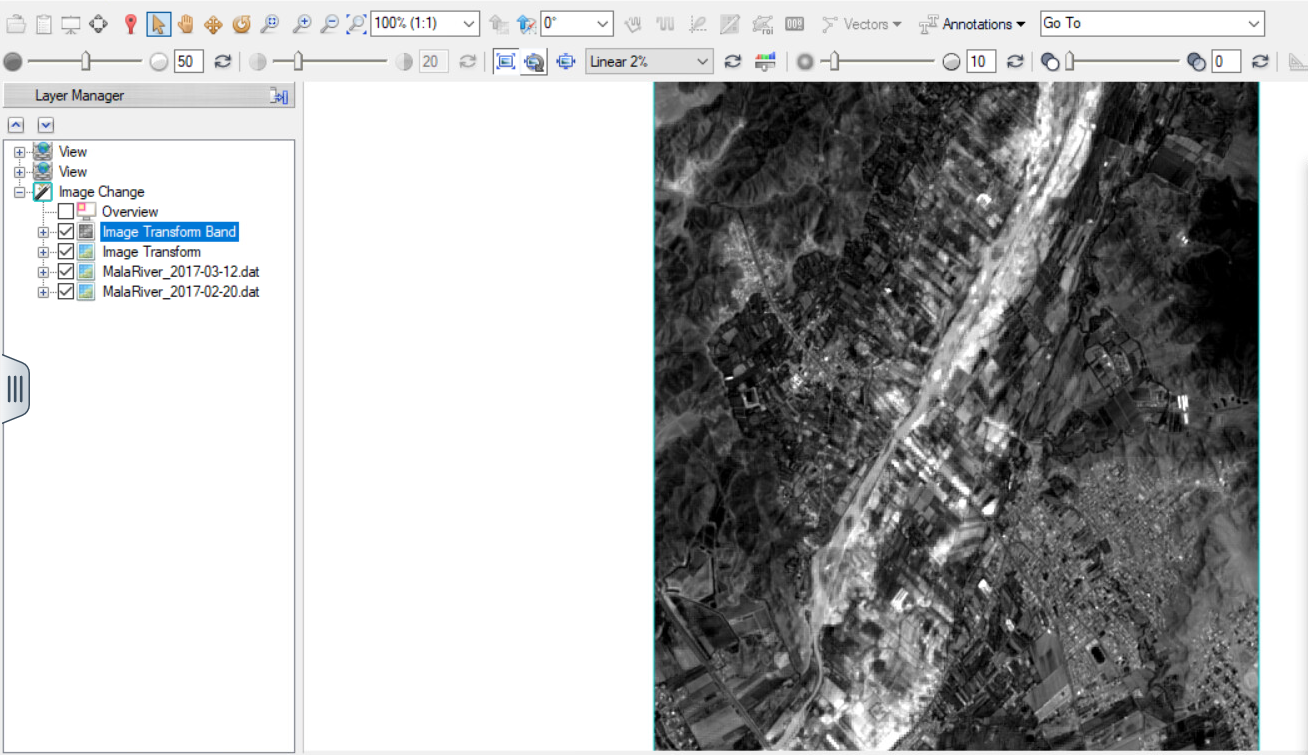 100% (1:1) 0° Vectors Annotations Go To
50 20 Linear 2% 10 0
Layer Manager
View
View
Image Change
Overview
Image Transform Band
Image Transform
MalaRiver_2017-03-12.dat
MalaRiver_2017-02-20.dat